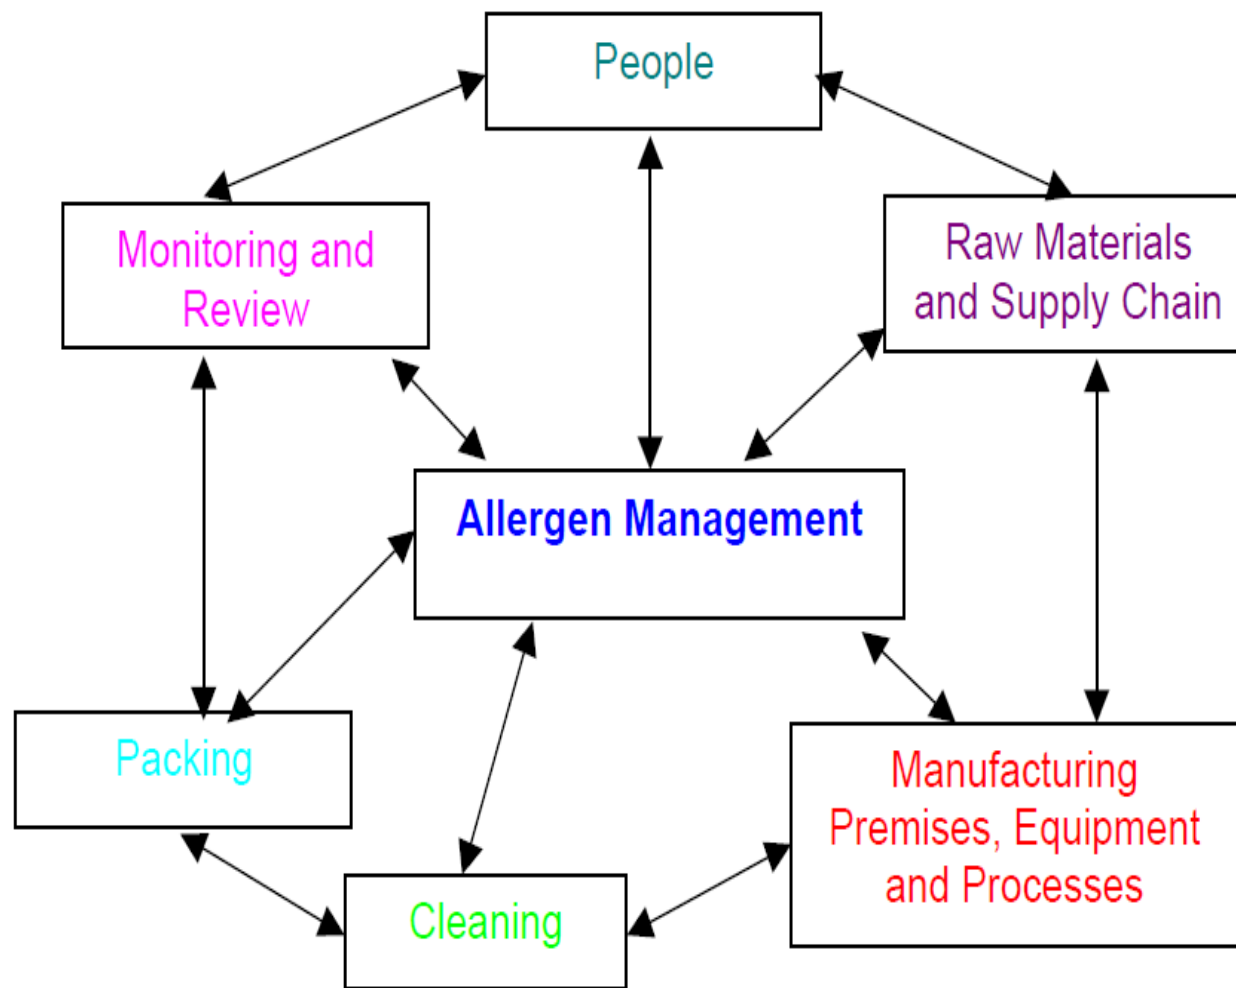 People
Monitoring and
Review
Raw Materials
and Supply Chain
Allergen Management
Packing
Manufacturing
Premises, Equipment
and Processes
Cleaning